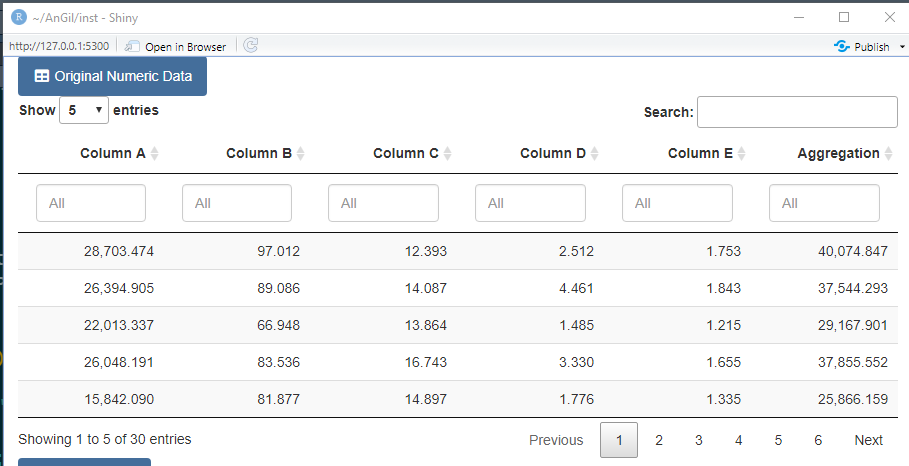 R ~/AnGil/inst - Shiny
http://127.0.0.1:5300 Open in Browser Publish
Original Numeric Data
Show 5 entries Search:
Column A Column B Column C Column D Column E Aggregation
All All All All All All
28,703.474 97.012 12.393 2.512 1.753 40,074.847
26,394.905 89.086 14.087 4.461 1.843 37,544.293
22,013.337 66.948 13.864 1.485 1.215 29,167.901
26,048.191 83.536 16.743 3.330 1.655 37,855.552
15,842.090 81.877 14.897 1.776 1.335 25,866.159
Showing 1 to 5 of 30 entries Previous 1 2 3 4 5 6 Next